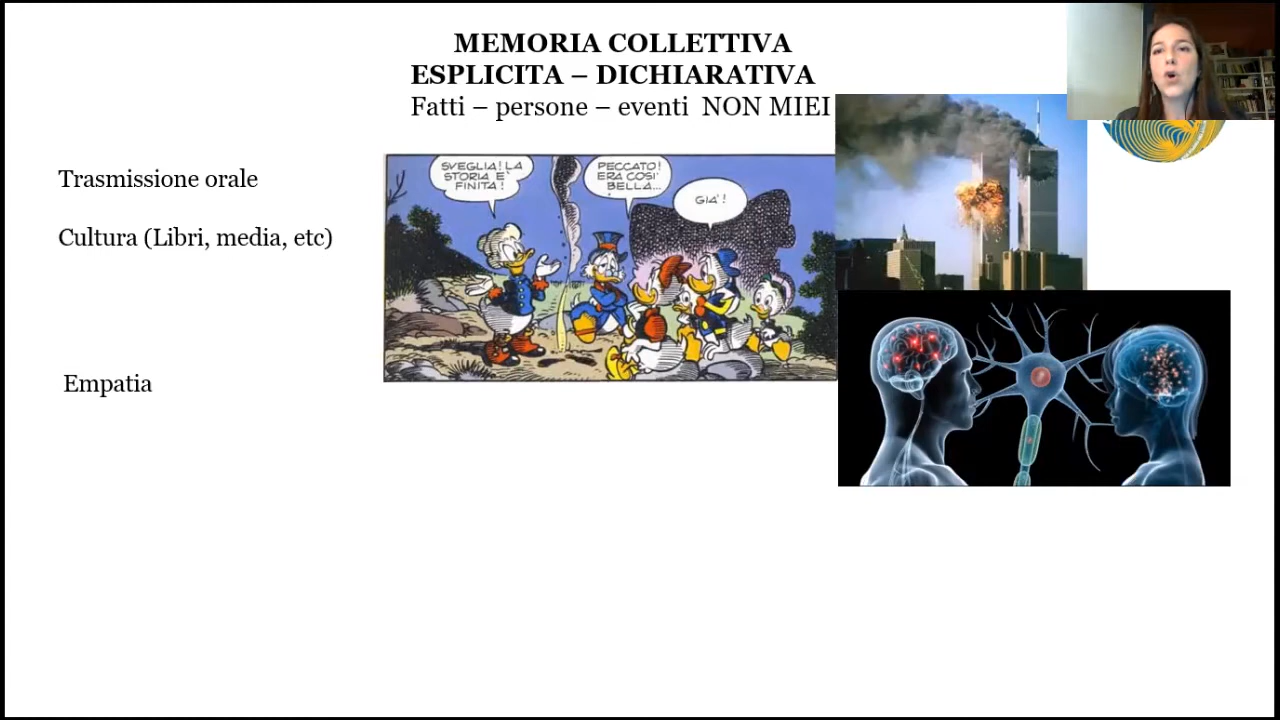 MEMORIA COLLETTIVA
ESPLICITA – DICHIARATIVA
Fatti – persone – eventi  NON MIEI
Trasmissione orale
Cultura (Libri, media, etc)
Empatia
SVEGLIA! LA
STORIA E'
FINITA!
PECCATO!
ERA COSI'
BELLA...
GIA'!